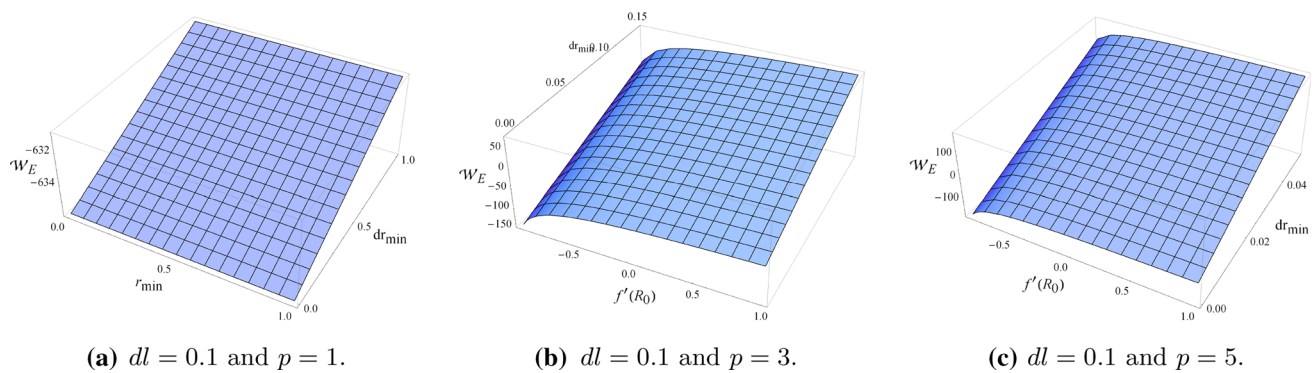 0.15
dr_min 0.10
0.05
0.00
50
0
−50
−100
−150
𝒲_E
−0.5
0.0
0.5
1.0
f′(R_0)
−632
−634
𝒲_E
0.0
0.5
1.0
r_min
1.0
0.5
0.0
dr_min
100
0
−100
𝒲_E
−0.5
0.0
0.5
1.0
f′(R_0)
0.04
0.02
0.00
dr_min
(a) dl = 0.1 and p = 1.
(b) dl = 0.1 and p = 3.
(c) dl = 0.1 and p = 5.